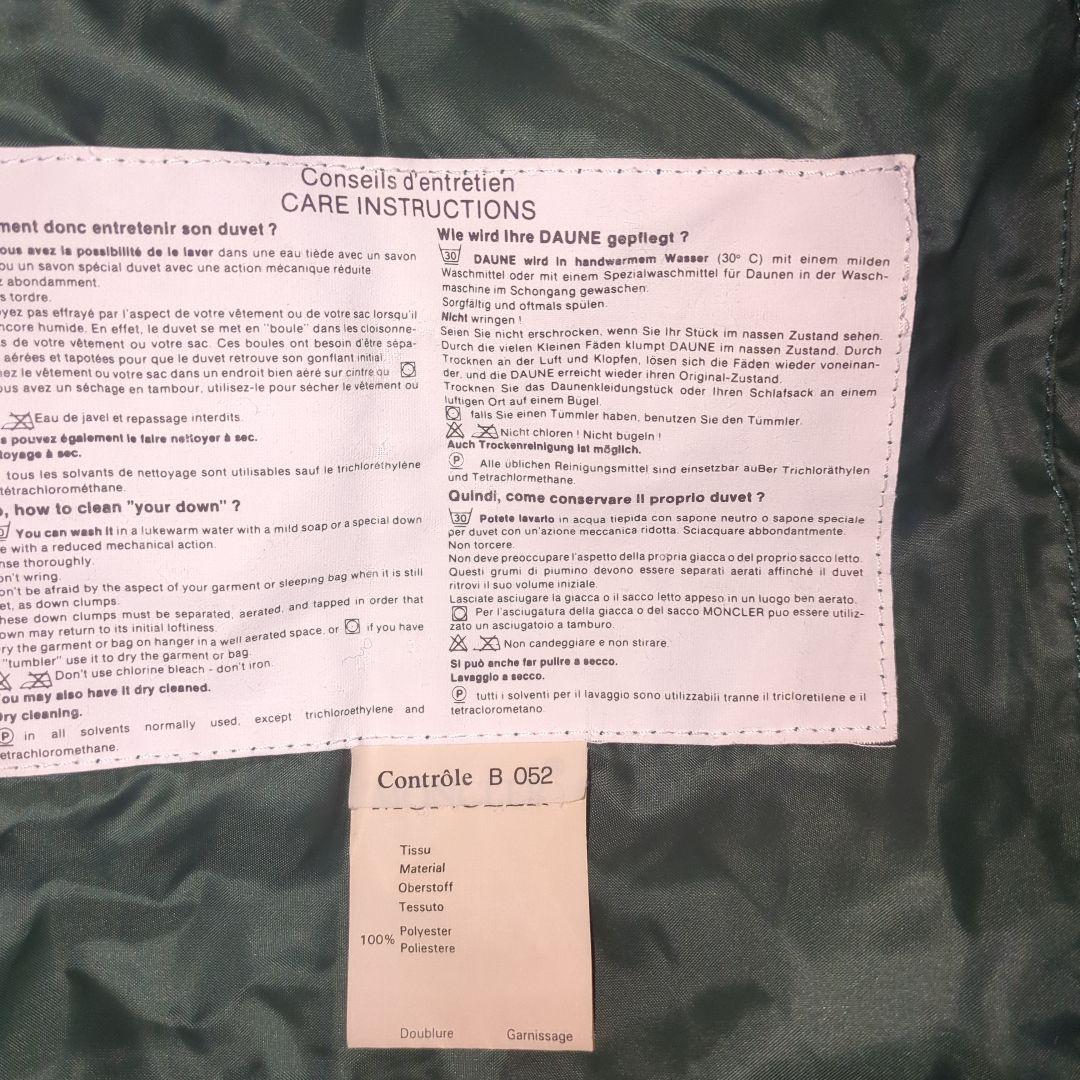 Conseils d'entretien
CARE INSTRUCTIONS
ment donc entretenir son duvet ?
ous avez la possibilité de le laver dans une eau tiède avec un savon
ou un savon spécial duvet avec une action mécanique réduite.
z abondamment.
s tordre.
yez pas effrayé par l'aspect de votre vêtement ou de votre sac lorsqu'il
ncore humide. En effet, le duvet se met en "boule" dans les cloisonne-
s de votre vêtement ou votre sac. Ces boules ont besoin d'être sépa-
aérées et tapotées pour que le duvet retrouve son gonflant initial.
ez le vêtement ou votre sac dans un endroit bien aéré sur cintre ou
ous avez un séchage en tambour, utilisez-le pour sécher le vêtement ou
Eau de javel et repassage interdits.
s pouvez également le faire nettoyer à sec.
toyage à sec.
tous les solvants de nettoyage sont utilisables sauf le trichloréthylène
tétrachlorométhane.
o, how to clean "your down" ?
You can wash it in a lukewarm water with a mild soap or a special down
e with a reduced mechanical action.
nse thoroughly.
on't wring.
on't be afraid by the aspect of your garment or sleeping bag when it is still
et, as down clumps.
hese down clumps must be separated, aerated, and tapped in order that
own may return to its initial loftiness.
ry the garment or bag on hanger in a well aerated space, or if you have
"tumbler" use it to dry the garment or bag.
Don't use chlorine bleach - don't iron.
ou may also have it dry cleaned.
Dry cleaning.
P in all solvents normally used, except trichloroethylene and
etrachloromethane.
Wie wird Ihre DAUNE gepflegt ?
30 DAUNE wird in handwarmem Wasser (30° C) mit einem milden
Waschmittel oder mit einem Spezialwaschmittel für Daunen in der Wasch-
maschine im Schongang gewaschen.
Sorgfältig und oftmals spülen.
Nicht wringen !
Seien Sie nicht erschrocken, wenn Sie Ihr Stück im nassen Zustand sehen.
Durch die vielen Kleinen Fäden klumpt DAUNE im nassen Zustand. Durch
Trocknen an der Luft und Klopfen, lösen sich die Fäden wieder voneinan-
der, und die DAUNE erreicht wieder ihren Original-Zustand.
Trocknen Sie das Daunenkleidungstück oder Ihren Schlafsack an einem
luftigen Ort auf einem Bügel.
falls Sie einen Tümmler haben, benutzen Sie den Tümmler.
Nicht chloren ! Nicht bügeln !
Auch Trockenreinigung ist möglich.
P Alle üblichen Reinigungsmittel sind einsetzbar auBer Trichloräthylen
und Tetrachlormethane.
Quindi, come conservare il proprio duvet ?
30 Potete lavarlo in acqua tiepida con sapone neutro o sapone speciale
per duvet con un'azione meccanica ridotta. Sciacquare abbondantmente.
Non torcere.
Non deve preoccupare l'aspetto della propria giacca o del proprio sacco letto.
Questi grumi di piumino devono essere separati aerati affinché il duvet
ritrovi il suo volume iniziale.
Lasciate asciugare la giacca o il sacco letto appeso in un luogo ben aerato.
Per l'asciugatura della giacca o del sacco MONCLER puo essere utiliz-
zato un asciugatoio a tamburo.
Non candeggiare e non stirare.
Si può anche far pulire a secco.
Lavaggio a secco.
P tutti i solventi per il lavaggio sono utilizzabili tranne il tricloretilene e il
tetraclorometano.
Contrôle B 052
Tissu
Material
Oberstoff
Tessuto
100% Polyester
Poliestere
Doublure Garnissage